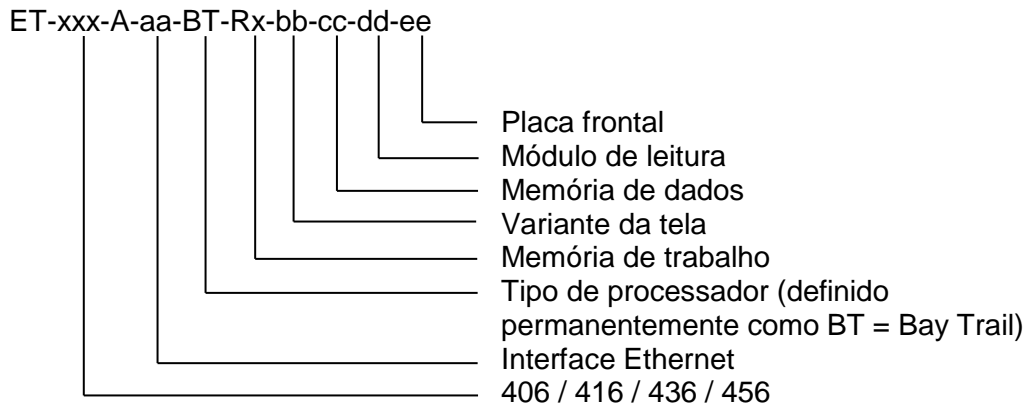 ET-xxx-A-aa-BT-Rx-bb-cc-dd-ee
Placa frontal
Módulo de leitura
Memória de dados
Variante da tela
Memória de trabalho
Tipo de processador (definido
permanentemente como BT = Bay Trail)
Interface Ethernet
406 / 416 / 436 / 456